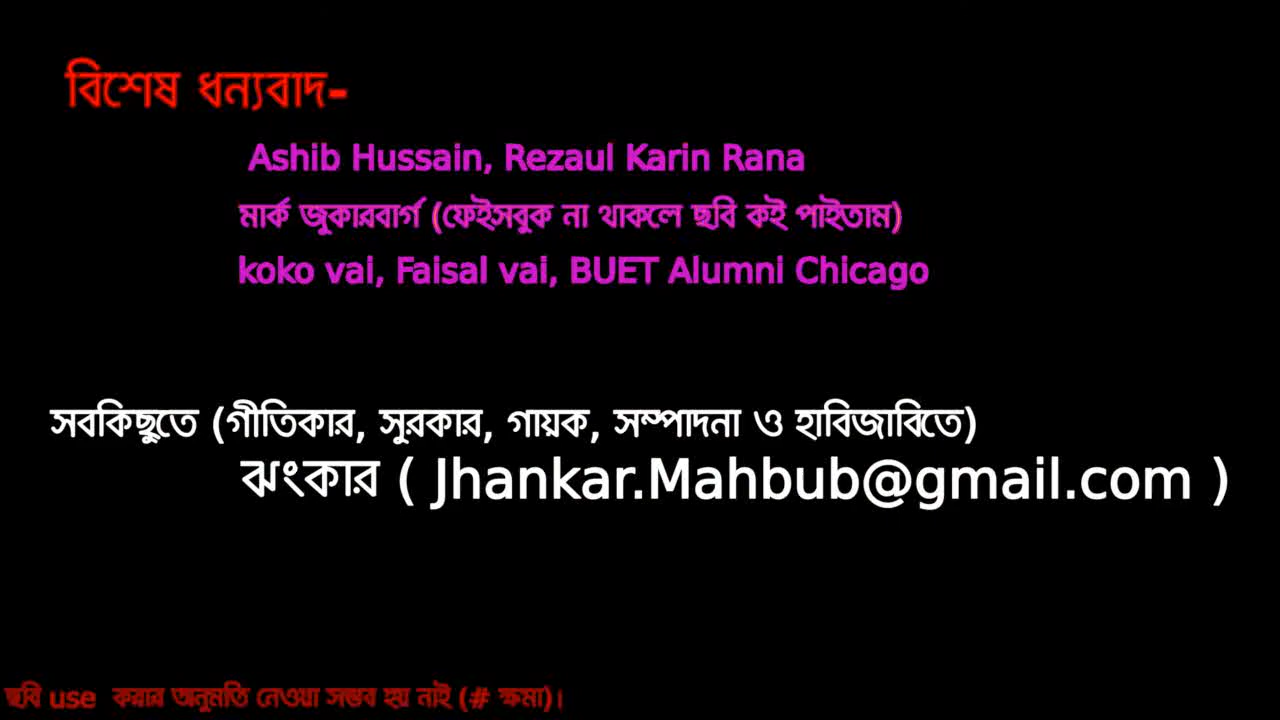 বিশেষ ধন্যবাদ-
Ashib Hussain, Rezaul Karin Rana
মার্ক জুকারবার্গ (ফেইসবুক না থাকলে ছবি কই পাইতাম)
koko vai, Faisal vai, BUET Alumni Chicago
সবকিছুতে (গীতিকার, সুরকার, গায়ক, সম্পাদনা ও হাবিজাবিতে)
ঝংকার ( Jhankar.Mahbub@gmail.com )
ছবি use করার অনুমতি নেওয়া সম্ভব হয় নাই (# ক্ষমা)।